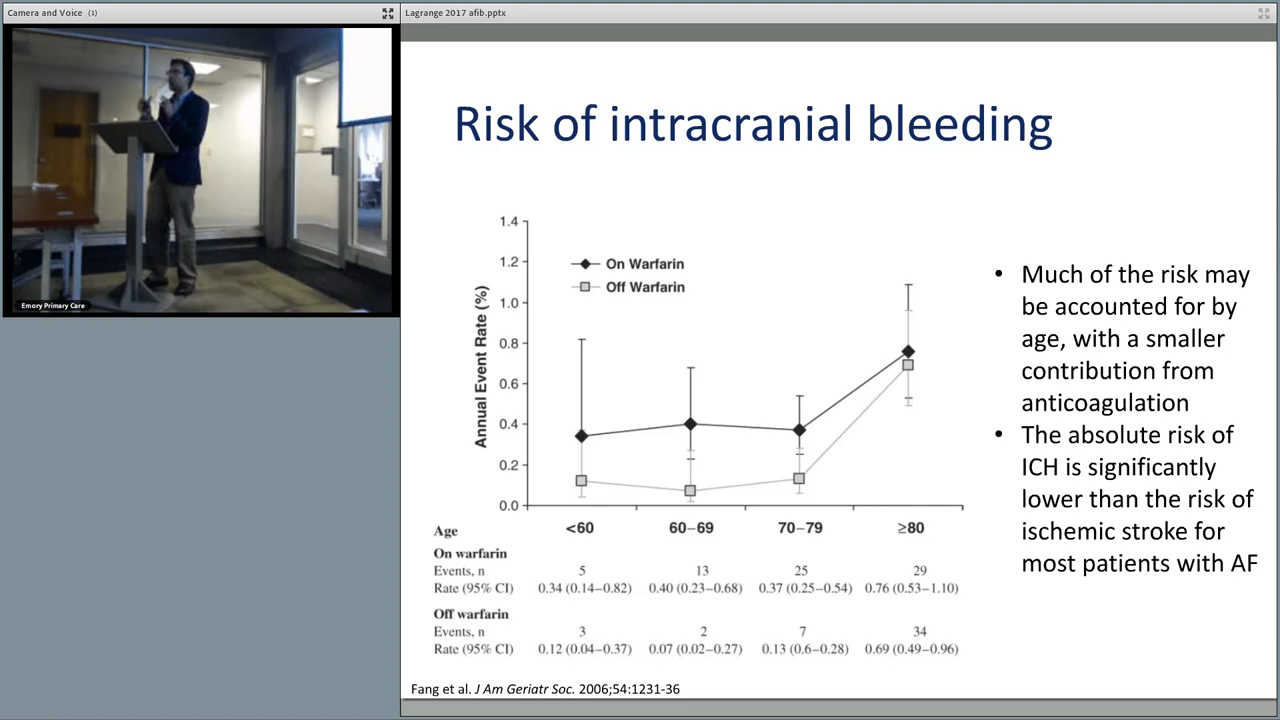 Camera and Voice (1)
Lagrange 2017 afib.pptx
Emory Primary Care
Risk of intracranial bleeding
1.4
1.2
1.0
0.8
0.6
0.4
0.2
0.0
Annual Event Rate (%)
On Warfarin
Off Warfarin
Age <60 60–69 70–79 ≥80
On warfarin
Events, n 5 13 25 29
Rate (95% CI) 0.34 (0.14–0.82) 0.40 (0.23–0.68) 0.37 (0.25–0.54) 0.76 (0.53–1.10)
Off warfarin
Events, n 3 2 7 34
Rate (95% CI) 0.12 (0.04–0.37) 0.07 (0.02–0.27) 0.13 (0.6–0.28) 0.69 (0.49–0.96)
• Much of the risk may
be accounted for by
age, with a smaller
contribution from
anticoagulation
• The absolute risk of
ICH is significantly
lower than the risk of
ischemic stroke for
most patients with AF
Fang et al. J Am Geriatr Soc. 2006;54:1231-36